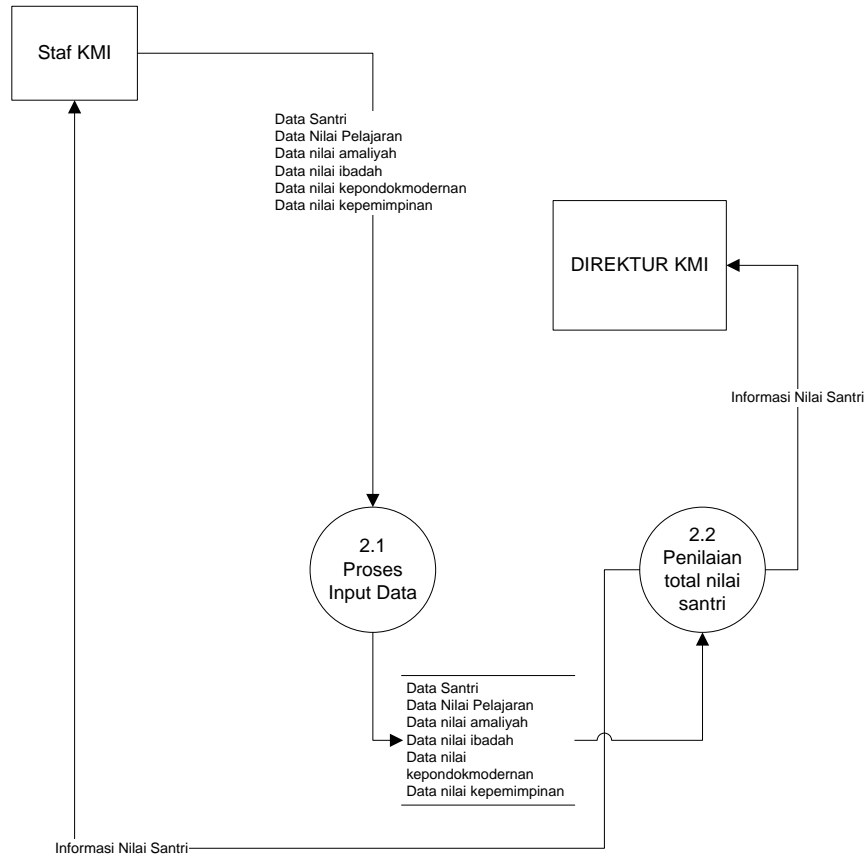 Staf KMI
Data Santri
Data Nilai Pelajaran
Data nilai amaliyah
Data nilai ibadah
Data nilai kepondokmodernan
Data nilai kepemimpinan
DIREKTUR KMI
Informasi Nilai Santri
2.1
Proses
Input Data
2.2
Penilaian
total nilai
santri
Data Santri
Data Nilai Pelajaran
Data nilai amaliyah
Data nilai ibadah
Data nilai
kepondokmodernan
Data nilai kepemimpinan
Informasi Nilai Santri